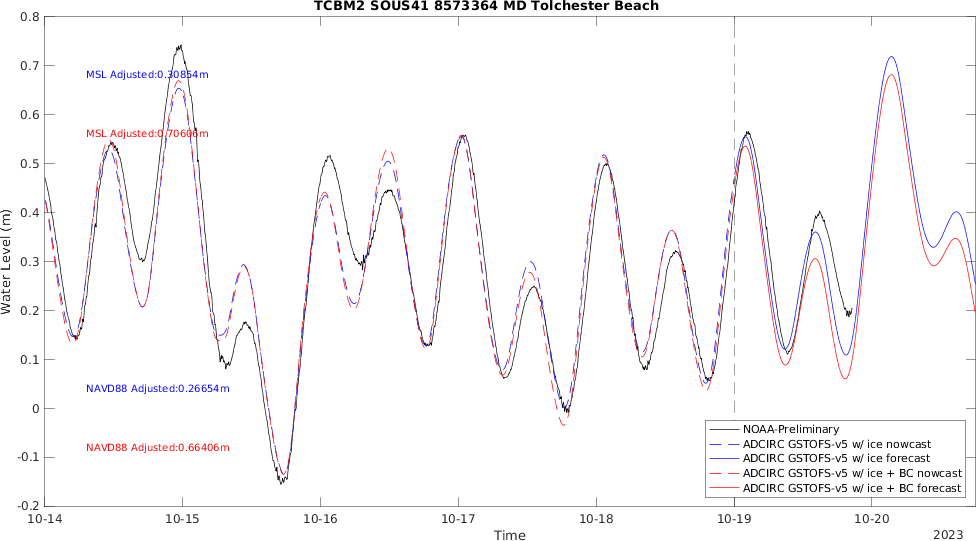 TCBM2 SOUS41 8573364 MD Tolchester Beach
0.8
0.7
0.6
0.5
0.4
0.3
0.2
0.1
0
-0.1
-0.2
Water Level (m)
MSL Adjusted:0.30854m
MSL Adjusted:0.70606m
NAVD88 Adjusted:0.26654m
NAVD88 Adjusted:0.66406m
NOAA-Preliminary
ADCIRC GSTOFS-v5 w/ ice nowcast
ADCIRC GSTOFS-v5 w/ ice forecast
ADCIRC GSTOFS-v5 w/ ice + BC nowcast
ADCIRC GSTOFS-v5 w/ ice + BC forecast
10-14 10-15 10-16 10-17 10-18 10-19 10-20
Time
2023